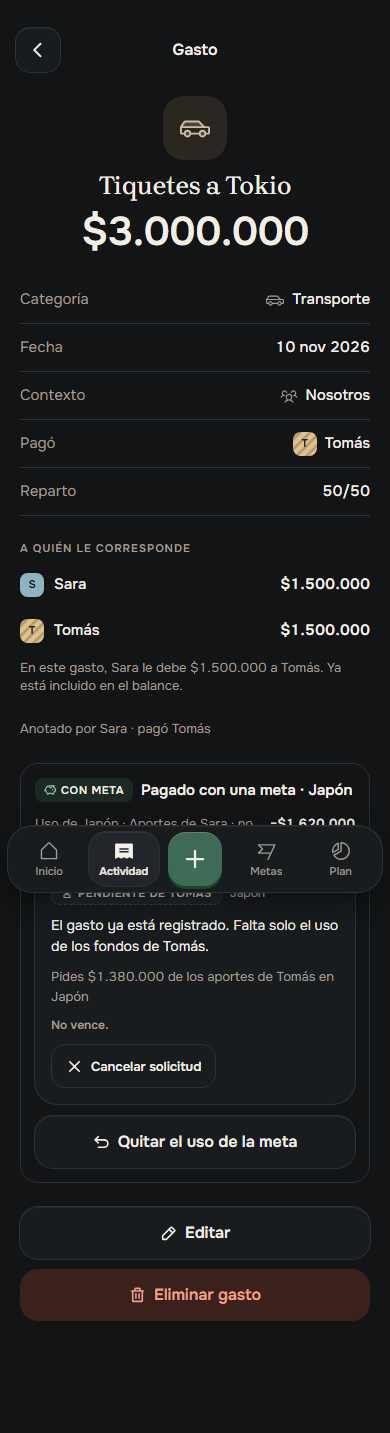 Gasto
Tiquetes a Tokio
$3.000.000
Categoría Transporte
Fecha 10 nov 2026
Contexto Nosotros
Pagó T Tomás
Reparto 50/50
A QUIÉN LE CORRESPONDE
S Sara $1.500.000
T Tomás $1.500.000
En este gasto, Sara le debe $1.500.000 a Tomás. Ya
está incluido en el balance.
Anotado por Sara · pagó Tomás
CON META Pagado con una meta · Japón
Uso de Japón · Aportes de Sara · no −$1.620.000
Inicio Actividad Metas Plan
PENDIENTE DE TOMÁS Japón
El gasto ya está registrado. Falta solo el uso
de los fondos de Tomás.
Pides $1.380.000 de los aportes de Tomás en
Japón
No vence.
Cancelar solicitud
Quitar el uso de la meta
Editar
Eliminar gasto